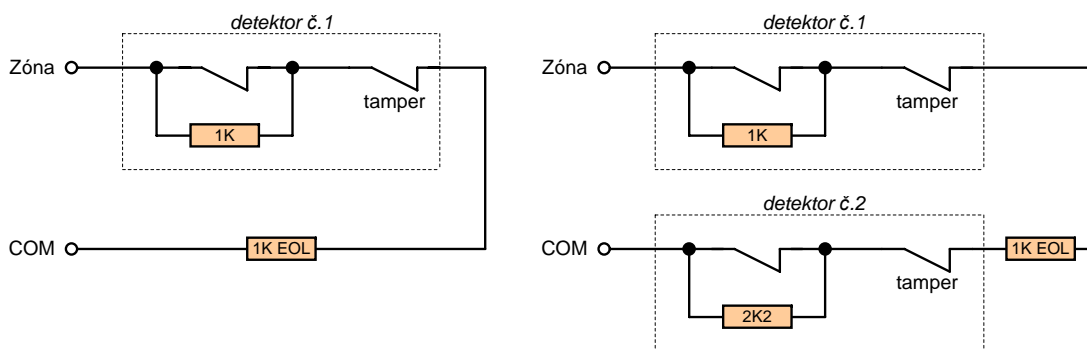 detektor č.1
Zóna
tamper
1K
COM
1K EOL
detektor č.1
Zóna
tamper
1K
detektor č.2
COM
1K EOL
tamper
2K2